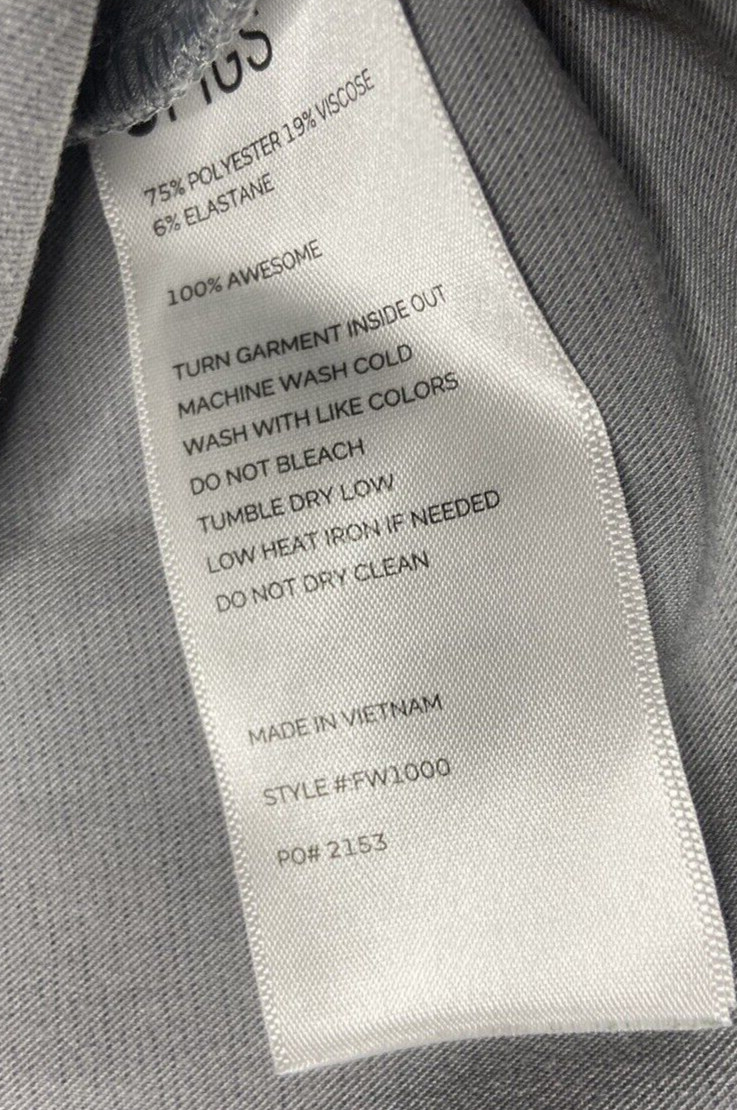 75% POLYESTER 19% VISCOSE
6% ELASTANE
100% AWESOME
TURN GARMENT INSIDE OUT
MACHINE WASH COLD
WASH WITH LIKE COLORS
DO NOT BLEACH
TUMBLE DRY LOW
LOW HEAT IRON IF NEEDED
DO NOT DRY CLEAN
MADE IN VIETNAM
STYLE #:FW1000
PO# 2153